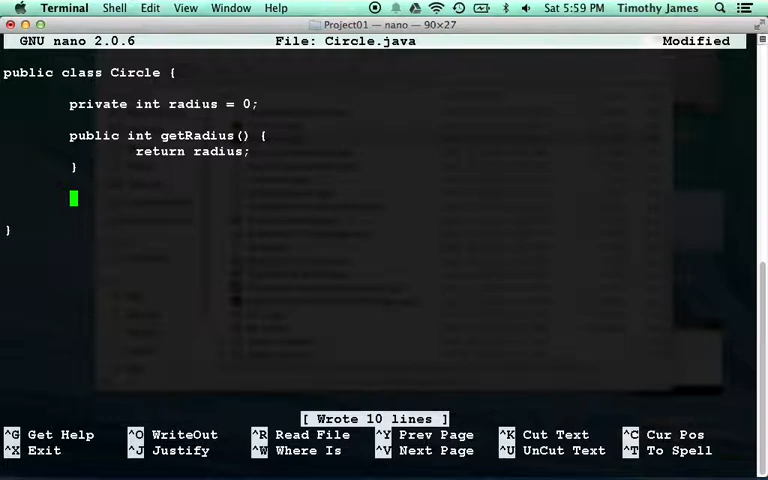 Terminal Shell Edit View Window Help Sat 5:59 PM Timothy James
Project01 — nano — 90×27
GNU nano 2.0.6 File: Circle.java Modified
public class Circle {
private int radius = 0;
public int getRadius() {
return radius;
}
}
[ Wrote 10 lines ]
^G Get Help ^O WriteOut ^R Read File ^Y Prev Page ^K Cut Text ^C Cur Pos
^X Exit ^J Justify ^W Where Is ^V Next Page ^U UnCut Text ^T To Spell